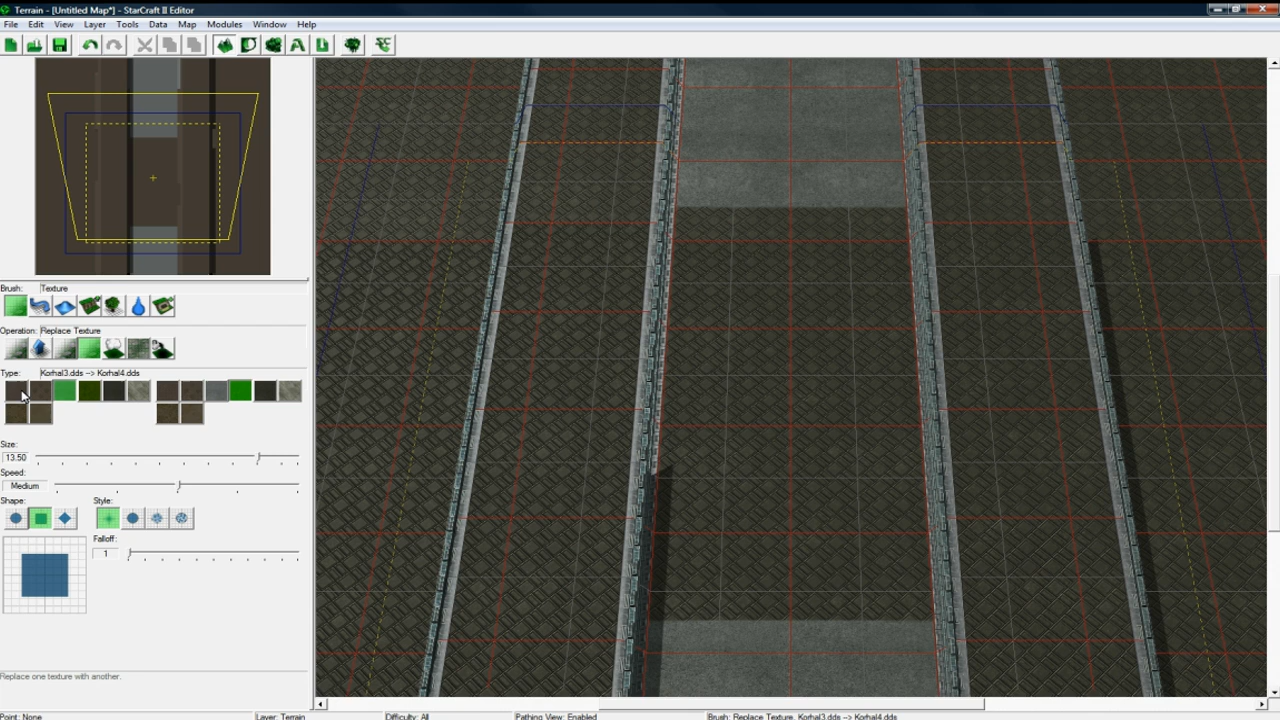 Terrain - [Untitled Map*] - StarCraft II Editor
File Edit View Layer Tools Data Map Modules Window Help
Brush: Texture
Operation: Replace Texture
Type: Korhal3.dds --> Korhal4.dds
Size:
13.50
Speed:
Medium
Shape: Style:
Falloff:
1
Replace one texture with another.
Point: None Layer: Terrain Difficulty: All Pathing View: Enabled Brush: Replace Texture, Korhal3.dds --> Korhal4.dds